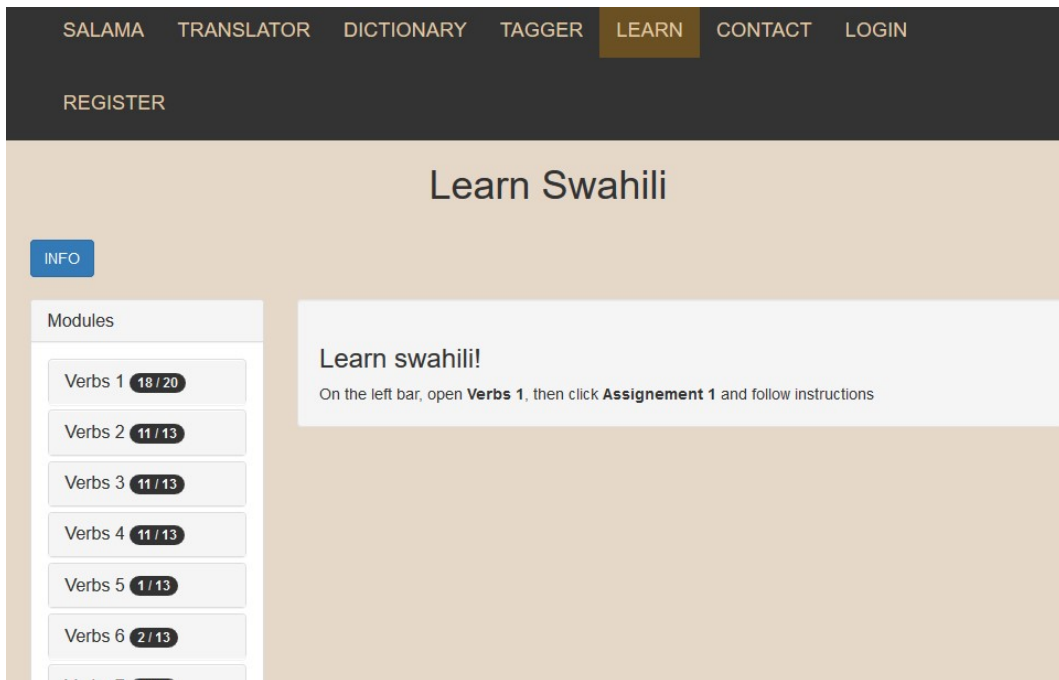 SALAMA TRANSLATOR DICTIONARY TAGGER LEARN CONTACT LOGIN
REGISTER
Learn Swahili
INFO
Modules
Verbs 1 18 / 20
Verbs 2 11 / 13
Verbs 3 11 / 13
Verbs 4 11 / 13
Verbs 5 1 / 13
Verbs 6 2 / 13
Learn swahili!
On the left bar, open Verbs 1, then click Assignement 1 and follow instructions